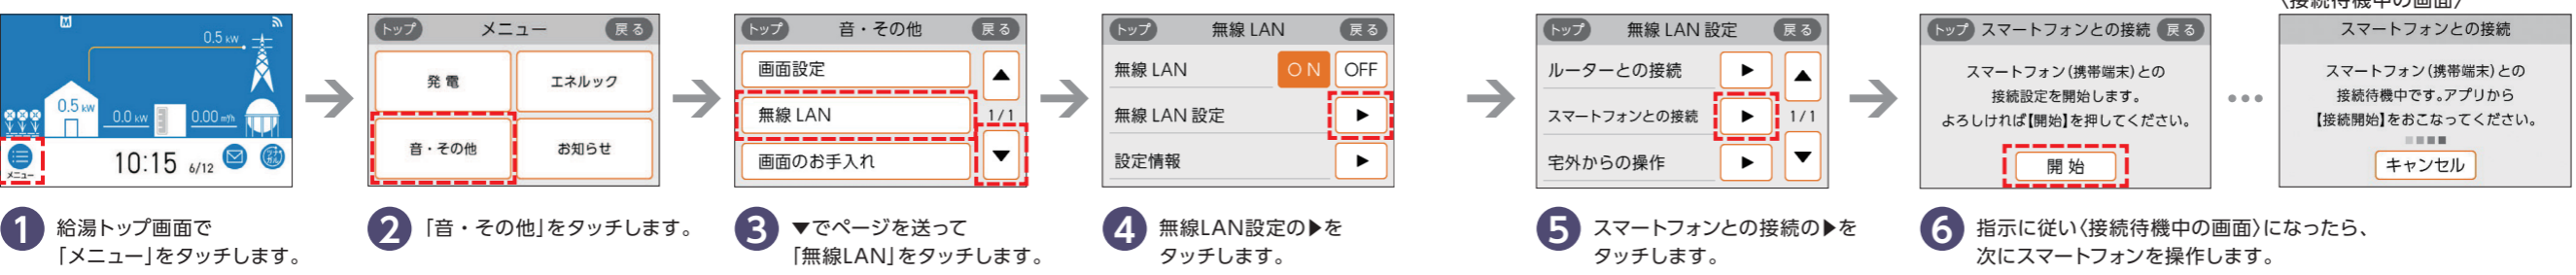 M
0.5 kW
0.5 kW
0.0 kW
0.00 m³/h
メニュー
10:15 6/12
1 給湯トップ画面で
「メニュー」をタッチします。
メニュー
トップ
戻る
発電
エネルック
音・その他
お知らせ
2 「音・その他」をタッチします。
トップ
音・その他
戻る
画面設定
▲
無線 LAN
1/1
画面のお手入れ
▼
3 ▼でページを送って
「無線LAN」をタッチします。
トップ
無線 LAN
戻る
無線 LAN
ON
OFF
無線 LAN 設定 ▶
設定情報 ▶
4 無線LAN設定の▶を
タッチします。
トップ
無線 LAN 設定
戻る
ルーターとの接続 ▶
▲
スマートフォンとの接続 ▶
1/1
宅外からの操作 ▶
▼
5 スマートフォンとの接続の▶を
タッチします。
トップ
スマートフォンとの接続
戻る
スマートフォン(携帯端末)との
接続設定を開始します。
よろしければ【開始】を押してください。
開始
〈接続待機中の画面〉
スマートフォンとの接続
スマートフォン(携帯端末)との
接続待機中です。アプリから
【接続開始】をおこなってください。
キャンセル
6 指示に従い〈接続待機中の画面〉になったら、
次にスマートフォンを操作します。